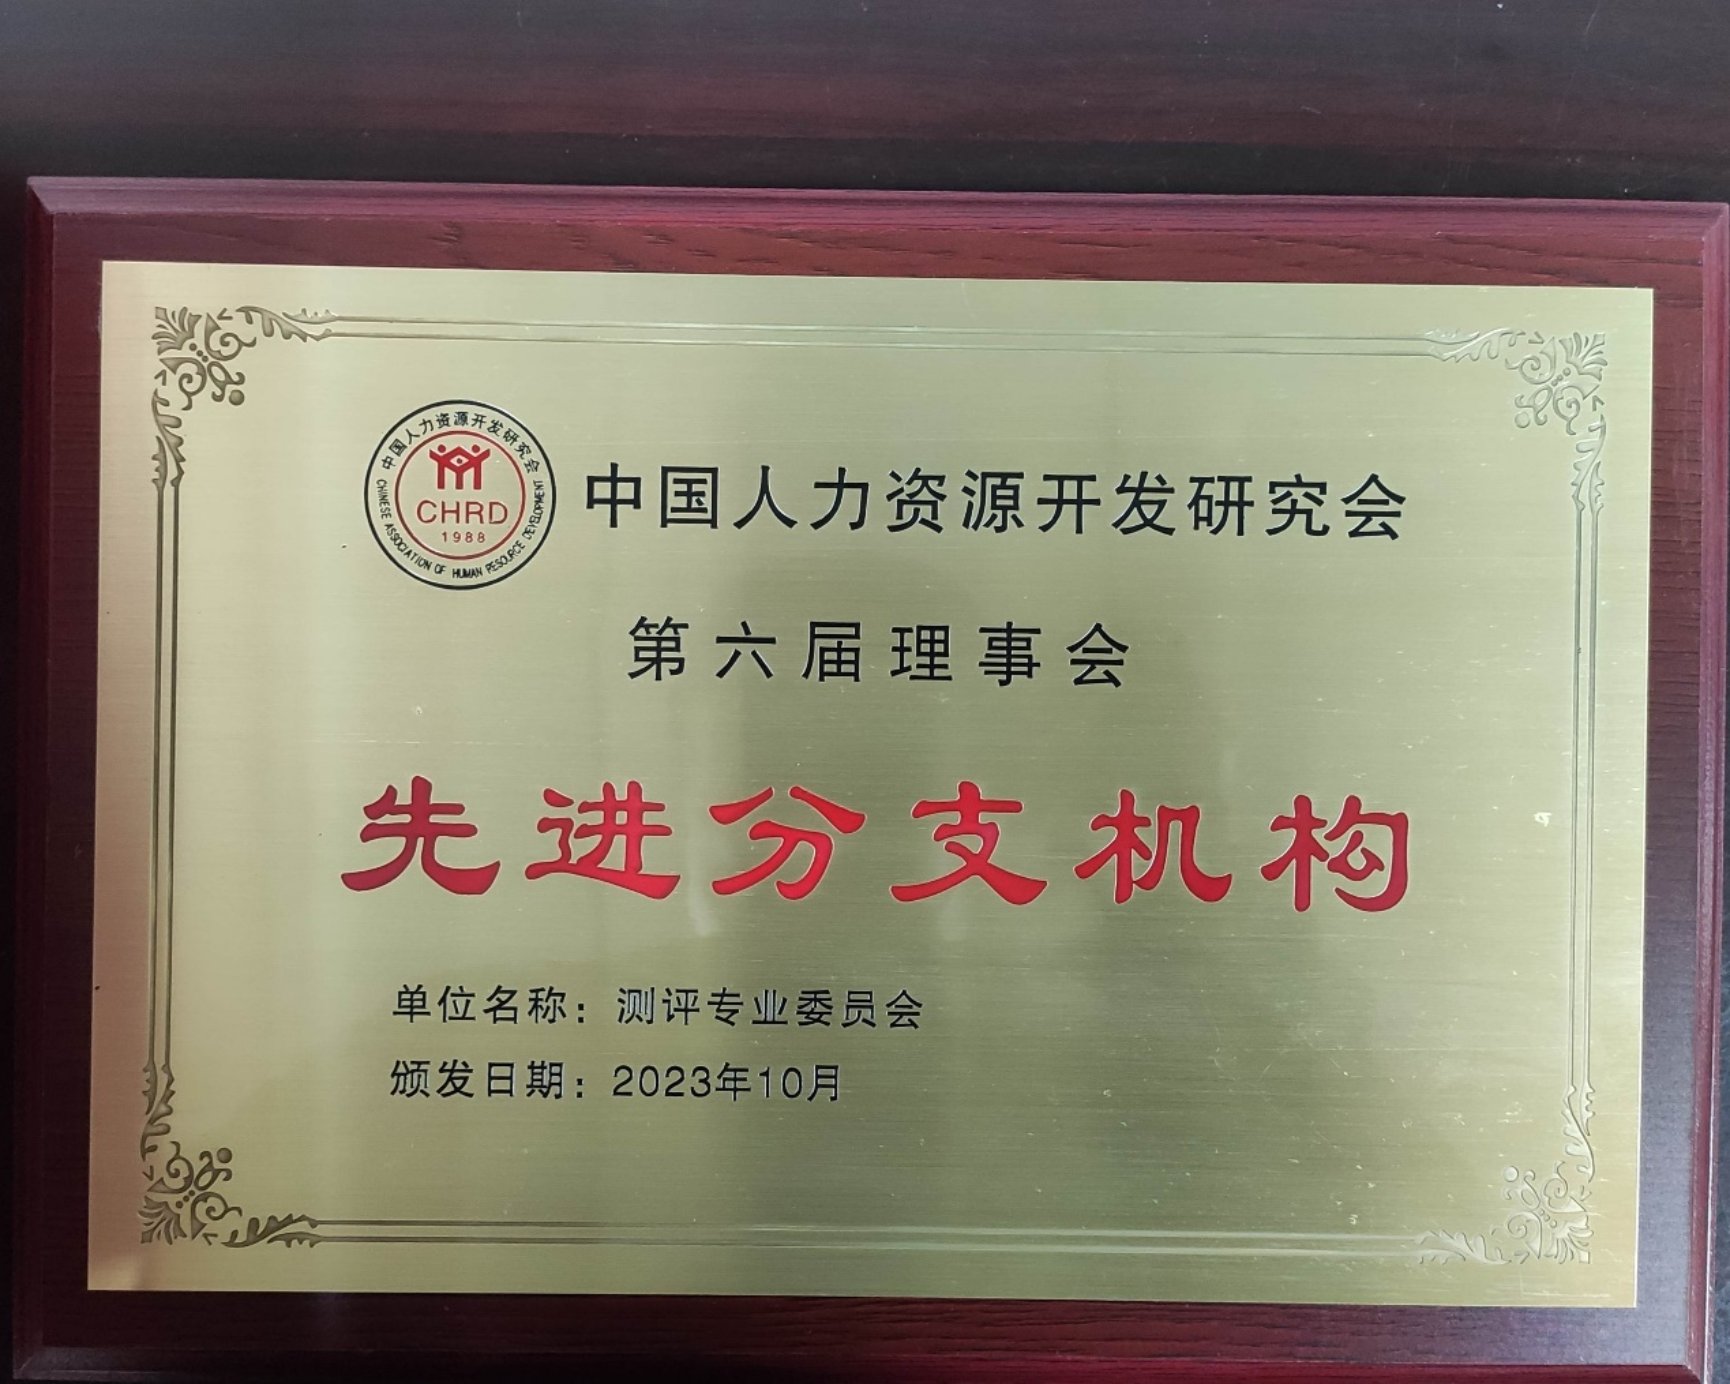 中国人力资源开发研究会
CHINESE ASSOCIATION OF HUMAN RESOURCE DEVELOPMENT
CHRD
1988
中国人力资源开发研究会
第六届理事会
先进分支机构
单位名称：测评专业委员会
颁发日期：2023年10月